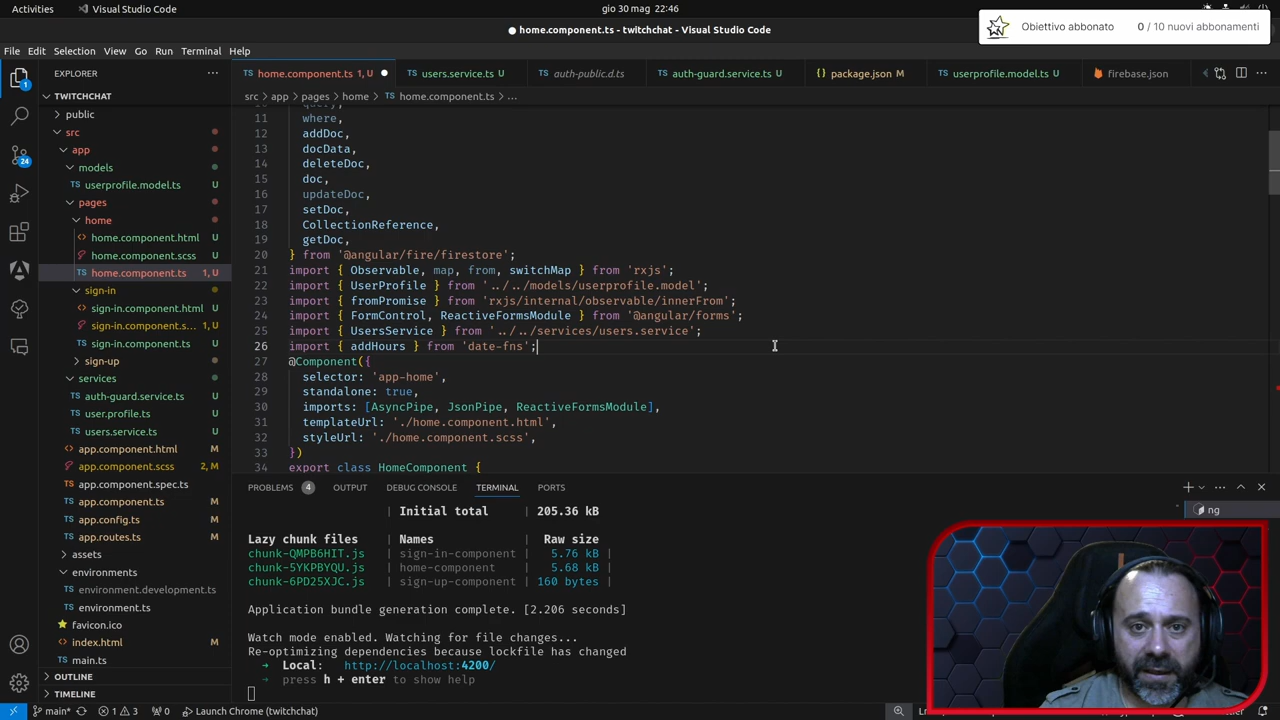 Activities
Visual Studio Code
gio 30 mag 22:46
Obiettivo abbonato
0 / 10 nuovi abbonamenti
home.component.ts - twitchchat - Visual Studio Code
File Edit Selection View Go Run Terminal Help
EXPLORER
TS home.component.ts 1, U
TS users.service.ts U
TS auth-public.d.ts
TS auth-guard.service.ts U
{} package.json M
TS userprofile.model.ts U
firebase.json
TWITCHCHAT
public
src
app
models
TS userprofile.model.ts U
pages
home
home.component.html U
home.component.scss U
TS home.component.ts 1, U
sign-in
sign-in.component.html U
sign-in.component.s... 1, U
TS sign-in.component.ts U
sign-up
services
TS auth-guard.service.ts U
TS user.profile.ts U
TS users.service.ts U
app.component.html M
app.component.scss 2, M
TS app.component.spec.ts
TS app.component.ts M
TS app.config.ts M
TS app.routes.ts M
assets
environments
TS environment.development.ts
TS environment.ts U
favicon.ico
index.html M
TS main.ts
OUTLINE
TIMELINE
1
24
src > app > pages > home > TS home.component.ts > ...
query,
11 where,
12 addDoc,
13 docData,
14 deleteDoc,
15 doc,
16 updateDoc,
17 setDoc,
18 CollectionReference,
19 getDoc,
20 } from '@angular/fire/firestore';
21 import { Observable, map, from, switchMap } from 'rxjs';
22 import { UserProfile } from '../../models/userprofile.model';
23 import { fromPromise } from 'rxjs/internal/observable/innerFrom';
24 import { FormControl, ReactiveFormsModule } from '@angular/forms';
25 import { UsersService } from '../../services/users.service';
26 import { addHours } from 'date-fns';
27 @Component({
28 selector: 'app-home',
29 standalone: true,
30 imports: [AsyncPipe, JsonPipe, ReactiveFormsModule],
31 templateUrl: './home.component.html',
32 styleUrl: './home.component.scss',
33 })
34 export class HomeComponent {
PROBLEMS 4 OUTPUT DEBUG CONSOLE TERMINAL PORTS
ng
| Initial total | 205.36 kB
Lazy chunk files | Names | Raw size
chunk-QMPB6HIT.js | sign-in-component | 5.76 kB |
chunk-5YKPBYQU.js | home-component | 5.68 kB |
chunk-6PD25XJC.js | sign-up-component | 160 bytes |
Application bundle generation complete. [2.206 seconds]
Watch mode enabled. Watching for file changes...
Re-optimizing dependencies because lockfile has changed
➜ Local: http://localhost:4200/
➜ press h + enter to show help
main* 1 3 0 Launch Chrome (twitchchat)